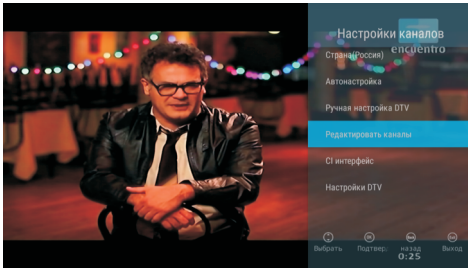 Настройки каналов
encuentro
Страна(Россия)
Автонастройка
Ручная настройка DTV
Редактировать каналы
CI интерфейс
Настройки DTV
Выбрать Подтвер: назад Выход
0:25